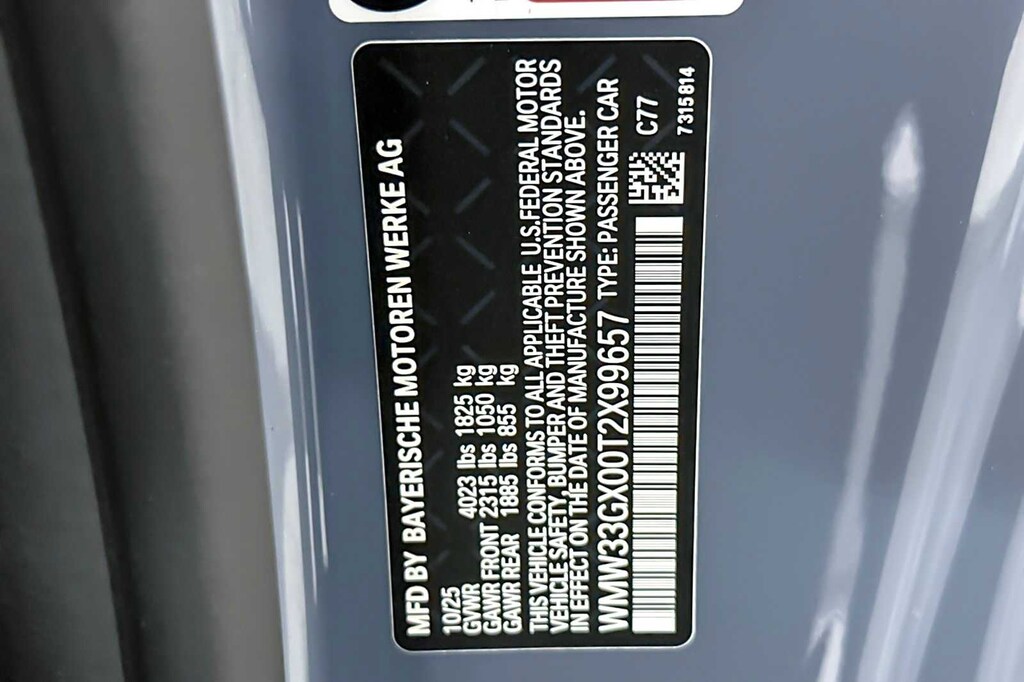 MFD BY BAYERISCHE MOTOREN WERKE AG
10/25
GVWR 4023 lbs 1825 kg
GAWR FRONT 2315 lbs 1050 kg
GAWR REAR 1885 lbs 855 kg
THIS VEHICLE CONFORMS TO ALL APPLICABLE U.S.FEDERAL MOTOR
VEHICLE SAFETY, BUMPER AND THEFT PREVENTION STANDARDS
IN EFFECT ON THE DATE OF MANUFACTURE SHOWN ABOVE.
WMW33GX00T2X99657 TYPE: PASSENGER CAR
C77
7315814